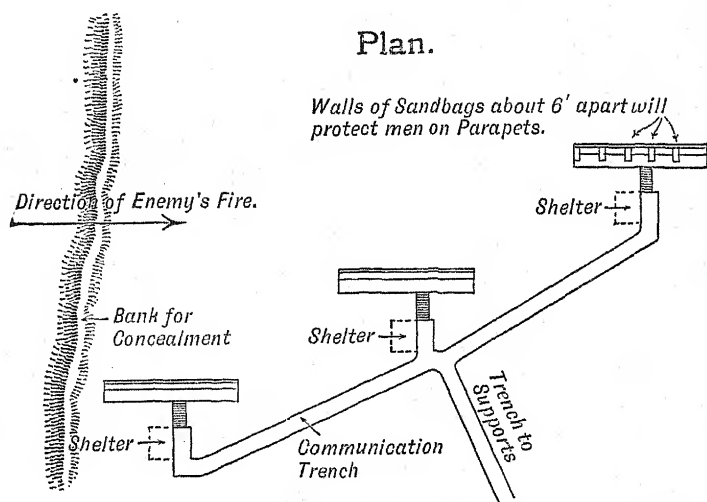 Plan.
Walls of Sandbags about 6' apart will
protect men on Parapets.
Direction of Enemy's Fire.
Shelter
Bank for
Concealment
Shelter
Shelter
Communication
Trench
Trench to
Supports